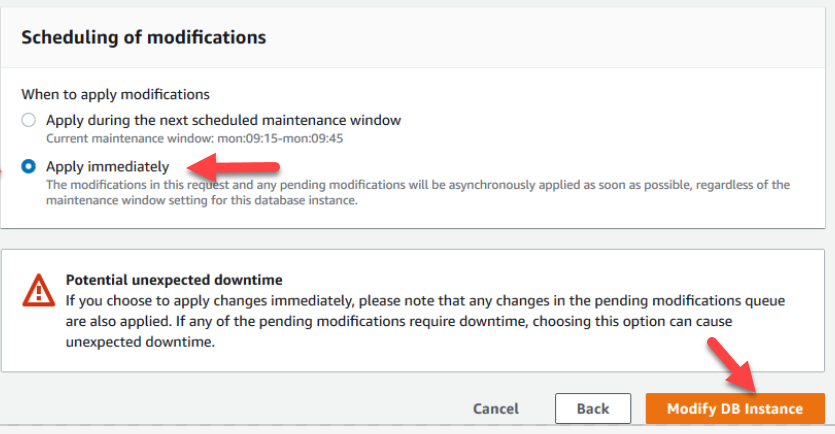 Scheduling of modifications
When to apply modifications
Apply during the next scheduled maintenance window
Current maintenance window: mon:09:15-mon:09:45
Apply immediately
The modifications in this request and any pending modifications will be asynchronously applied as soon as possible, regardless of the
maintenance window setting for this database instance.
Potential unexpected downtime
If you choose to apply changes immediately, please note that any changes in the pending modifications queue
are also applied. If any of the pending modifications require downtime, choosing this option can cause
unexpected downtime.
Cancel Back Modify DB Instance